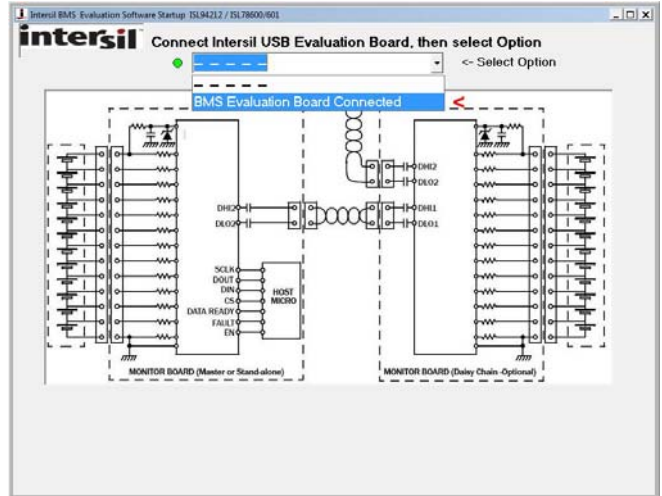 Intersil BMS Evaluation Software Startup ISL94212 / ISL78600/601
intersil
Connect Intersil USB Evaluation Board, then select Option
- - - - - -
<- Select Option
- - - - - -
BMS Evaluation Board Connected
<
DHI2
DLO2
DHI2
DLO2
DHI1
DLO1
SCLK
DOUT
DIN
CS
DATA READY
FAULT
EN
HOST
MICRO
MONITOR BOARD (Master or Stand-alone)
MONITOR BOARD (Daisy Chain -Optional)